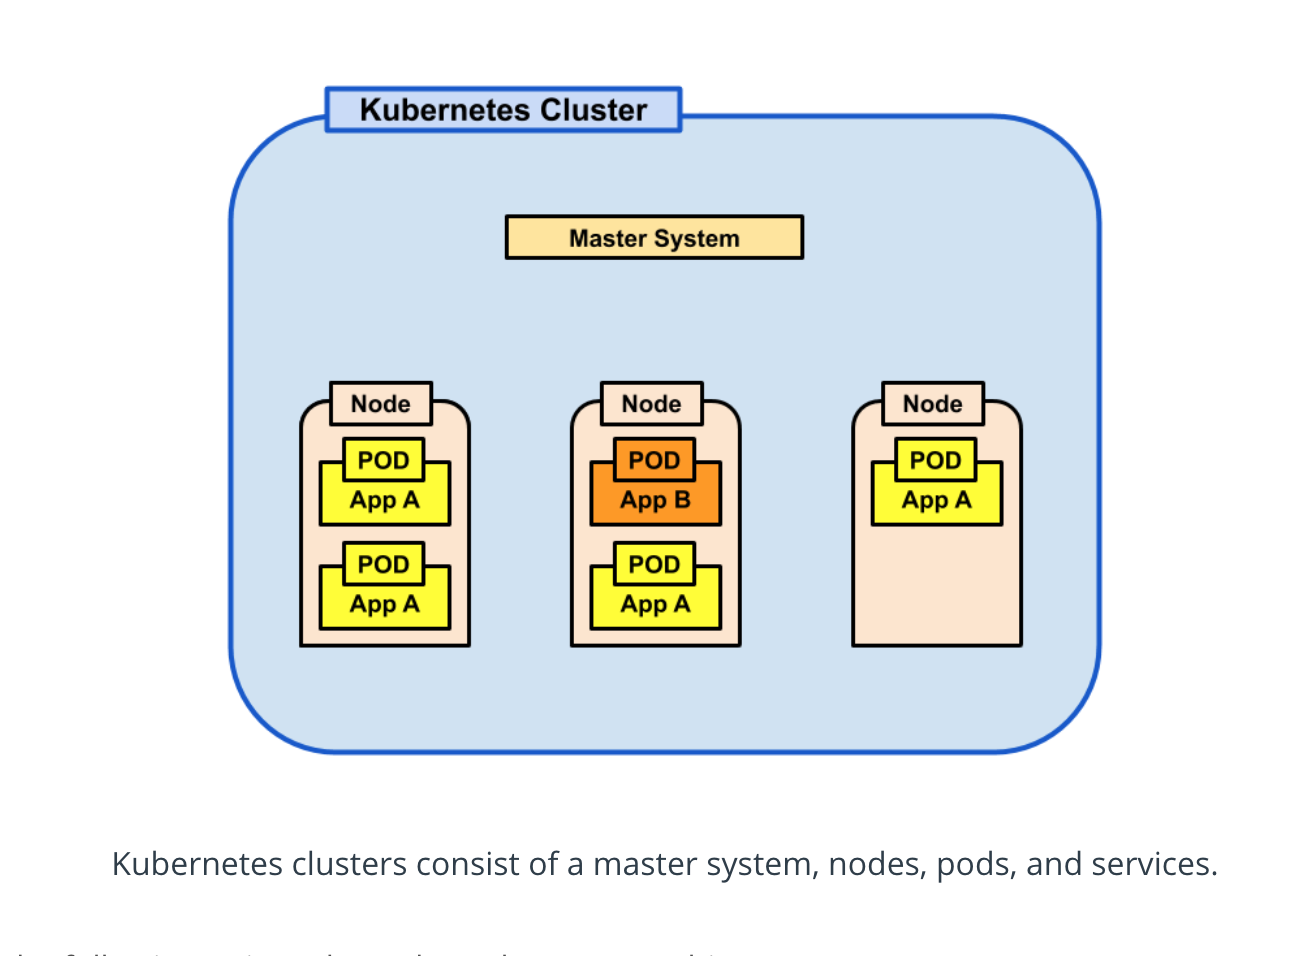 Kubernetes Cluster
Master System
Node
POD
App A
POD
App A
Node
POD
App B
POD
App A
Node
POD
App A
Kubernetes clusters consist of a master system, nodes, pods, and services.